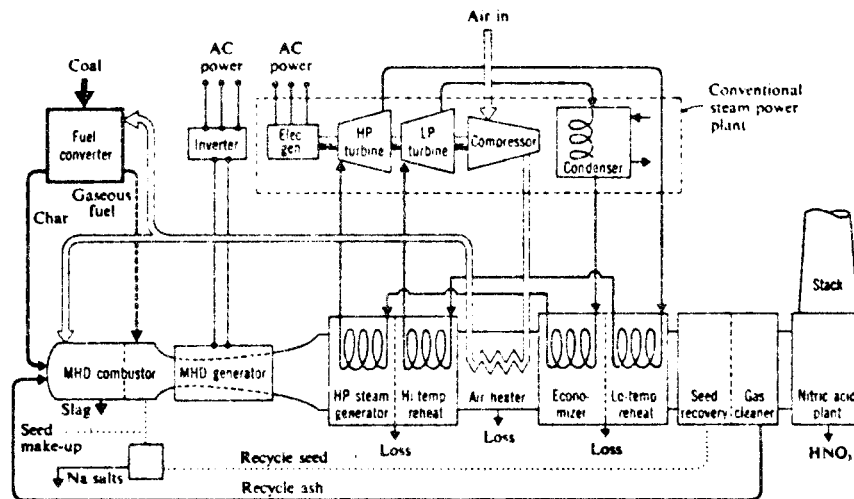 Air in
AC
power
AC
power
Coal
Conventional
steam power
plant
Fuel
converter
Inverter
Elec
gen
HP
turbine
LP
turbine
Compressor
Condenser
Gaseous
fuel
Char
Stack
MHD combustor
MHD generator
HP steam
generator
Hi temp
reheat
Air heater
Econo-
mizer
Lo-temp
reheat
Seed
recovery
Gas
cleaner
Nitric acid
plant
Slag
Seed
make-up
Loss
Loss
Loss
HNO₃
Recycle seed
Na salts
Recycle ash